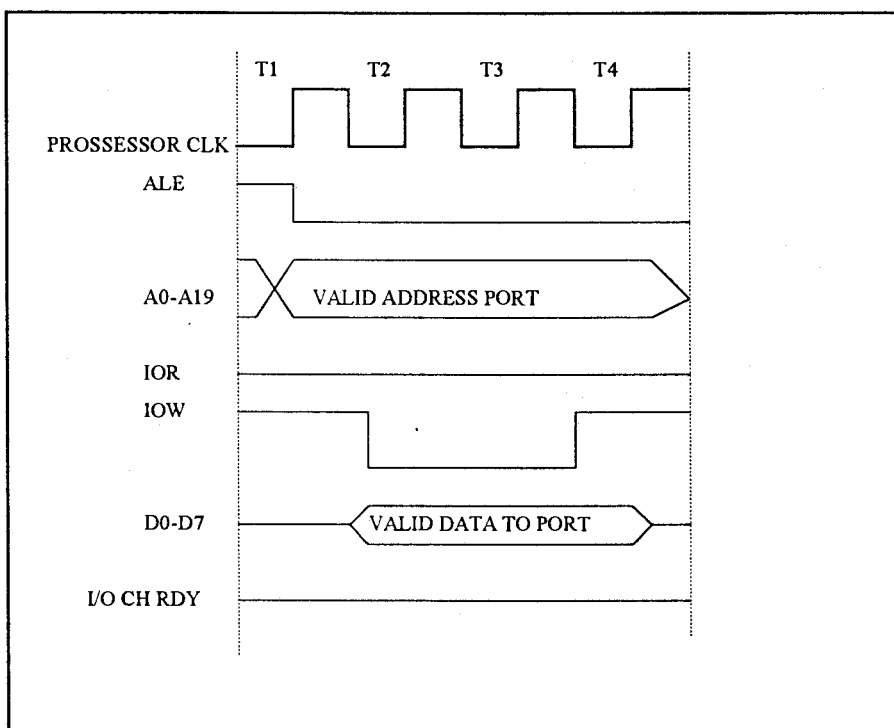 T1 T2 T3 T4
PROSSESSOR CLK
ALE
A0-A19 VALID ADDRESS PORT
IOR
IOW
D0-D7 VALID DATA TO PORT
I/O CH RDY